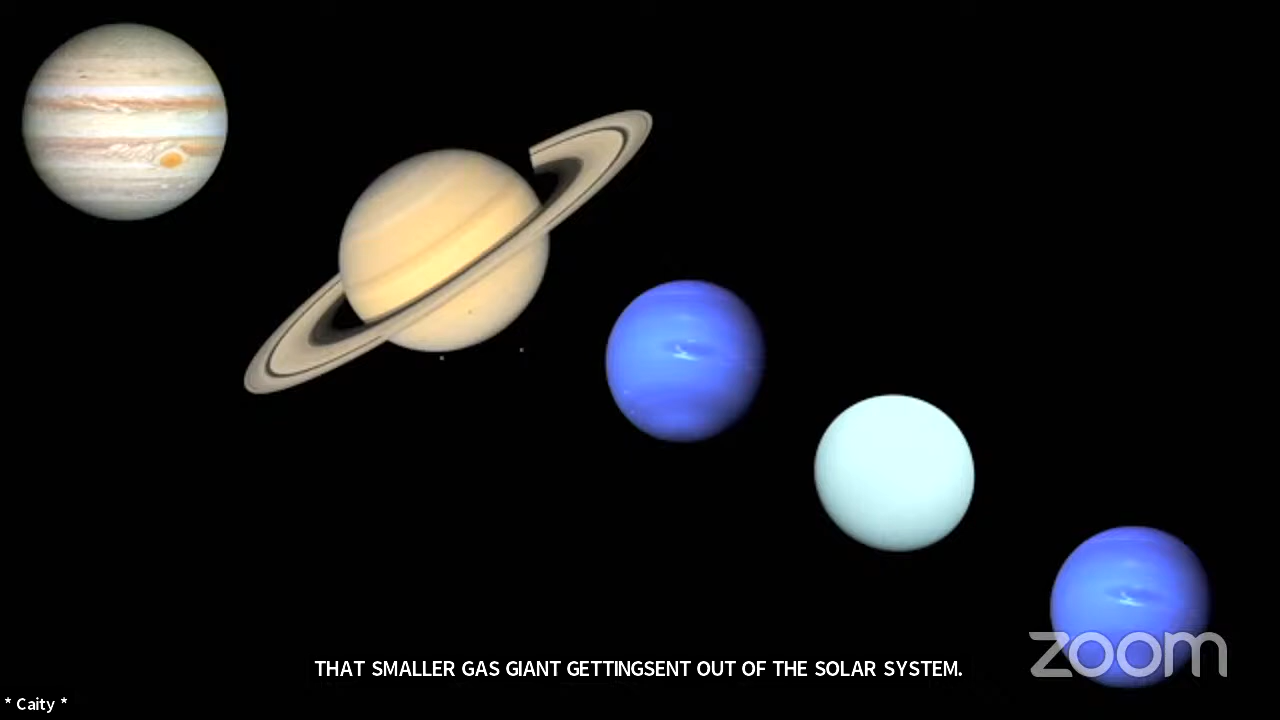 THAT SMALLER GAS GIANT GETTINGSENT OUT OF THE SOLAR SYSTEM.
zoom
* Caity *